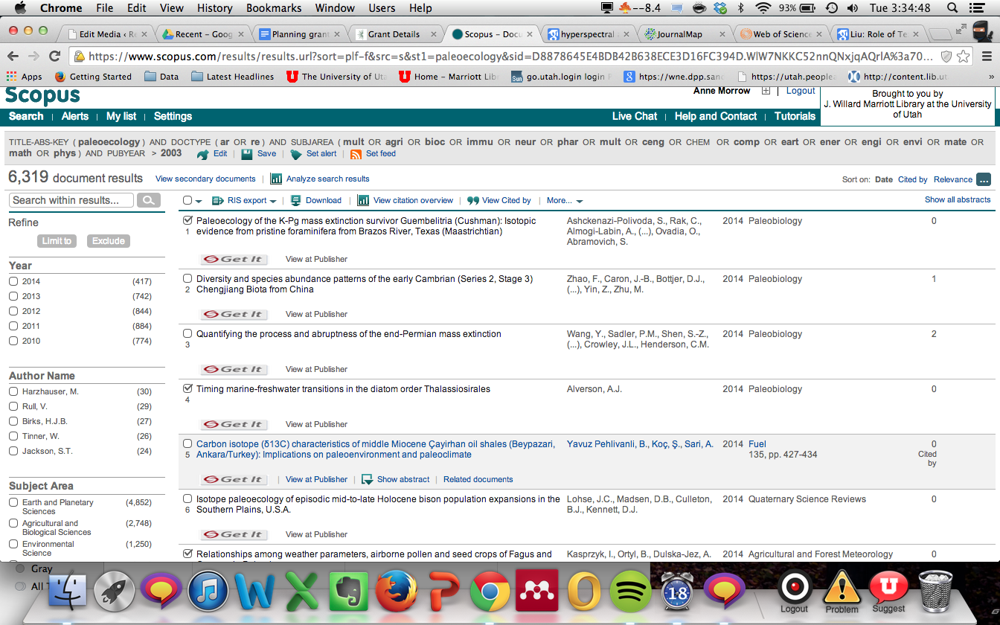 Chrome File Edit View History Bookmarks Window Users Help --8.4 93% Tue 3:34:48
Edit Media ‹ Re Recent – Goog Planning grant Grant Details Scopus – Docu hyperspectral JournalMap Web of Science Liu: Role of Te
https://www.scopus.com/results/results.url?sort=plf-f&src=s&st1=paleoecology&sid=D8878645E4BDB42B638ECE3D16FC394D.WlW7NKKC52nnQNxjqAQrlA%3a70...
Apps Getting Started Data Latest Headlines The University of Uta Home – Marriott Lib go.utah.login login P https://wne.dpp.sand https://utah.peoplea http://content.lib.ut »
Scopus
Anne Morrow | Logout
Brought to you by
J. Willard Marriott Library at the University
of Utah
Search | Alerts | My list | Settings
Live Chat | Help and Contact | Tutorials
TITLE-ABS-KEY ( paleoecology ) AND DOCTYPE ( ar OR re ) AND SUBJAREA ( mult OR agri OR bioc OR immu OR neur OR phar OR mult OR ceng OR CHEM OR comp OR eart OR ener OR engi OR envi OR mate OR
math OR phys ) AND PUBYEAR > 2003 Edit | Save | Set alert | Set feed
6,319 document results View secondary documents | Analyze search results
Sort on: Date Cited by Relevance ...
Search within results...
RIS export | Download | View citation overview | View Cited by | More...
Show all abstracts
Refine
Limit to Exclude
Year
2014 (417)
2013 (742)
2012 (844)
2011 (884)
2010 (774)
Author Name
Harzhauser, M. (30)
Rull, V. (29)
Birks, H.J.B. (27)
Tinner, W. (26)
Jackson, S.T. (24)
Subject Area
Earth and Planetary (4,852)
Sciences
Agricultural and (2,748)
Biological Sciences
Environmental (1,250)
Science
Paleoecology of the K-Pg mass extinction survivor Guembelitria (Cushman): Isotopic Ashckenazi-Polivoda, S., Rak, C., 2014 Paleobiology 0
1 evidence from pristine foraminifera from Brazos River, Texas (Maastrichtian) Almogi-Labin, A., (...), Ovadia, O.,
Abramovich, S.
Get It View at Publisher
Diversity and species abundance patterns of the early Cambrian (Series 2, Stage 3) Zhao, F., Caron, J.-B., Bottjer, D.J., 2014 Paleobiology 1
2 Chengjiang Biota from China (...), Yin, Z., Zhu, M.
Get It View at Publisher
Quantifying the process and abruptness of the end-Permian mass extinction Wang, Y., Sadler, P.M., Shen, S.-Z., 2014 Paleobiology 2
3 (...), Crowley, J.L., Henderson, C.M.
Get It View at Publisher
Timing marine-freshwater transitions in the diatom order Thalassiosirales Alverson, A.J. 2014 Paleobiology 0
4
Get It View at Publisher
Carbon isotope (δ13C) characteristics of middle Miocene Çayirhan oil shales (Beypazari, Yavuz Pehlivanli, B., Koç, Ş., Sari, A. 2014 Fuel 0
5 Ankara/Turkey): Implications on paleoenvironment and paleoclimate 135, pp. 427-434 Cited
by
Get It | View at Publisher | Show abstract | Related documents
Isotope paleoecology of episodic mid-to-late Holocene bison population expansions in the Lohse, J.C., Madsen, D.B., Culleton, 2014 Quaternary Science Reviews 0
6 Southern Plains, U.S.A. B.J., Kennett, D.J.
Get It View at Publisher
Relationships among weather parameters, airborne pollen and seed crops of Fagus and Kasprzyk, I., Ortyl, B., Dulska-Jez, A. 2014 Agricultural and Forest Meteorology 0
Gray
All
18
Logout Problem Suggest